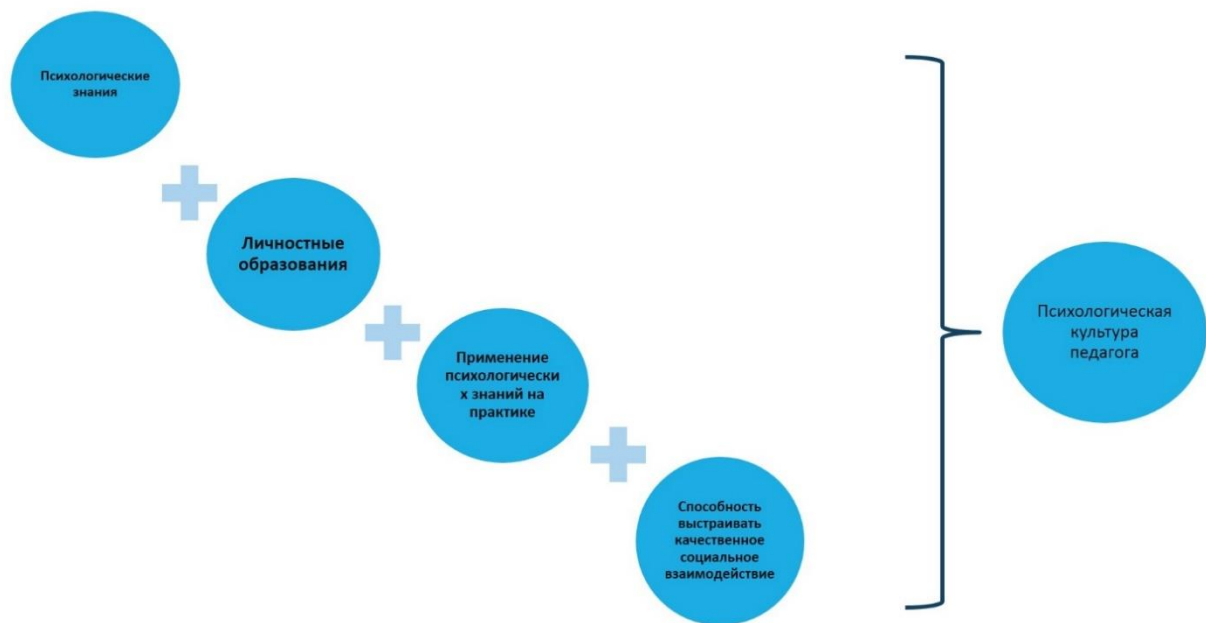 Психологические
знания
Личностные
образования
Применение
психологически
х знаний на
практике
Способность
выстраивать
качественное
социальное
взаимодействие
Психологическая
культура
педагога